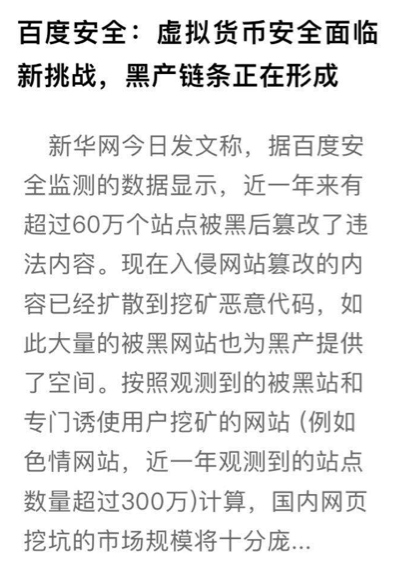 百度安全：虚拟货币安全面临
新挑战，黑产链条正在形成
新华网今日发文称，据百度安
全监测的数据显示，近一年来有
超过60万个站点被黑后篡改了违
法内容。现在入侵网站篡改的内
容已经扩散到挖矿恶意代码，如
此大量的被黑网站也为黑产提供
了空间。按照观测到的被黑站和
专门诱使用户挖矿的网站 (例如
色情网站，近一年观测到的站点
数量超过300万)计算，国内网页
挖坑的市场规模将十分庞...